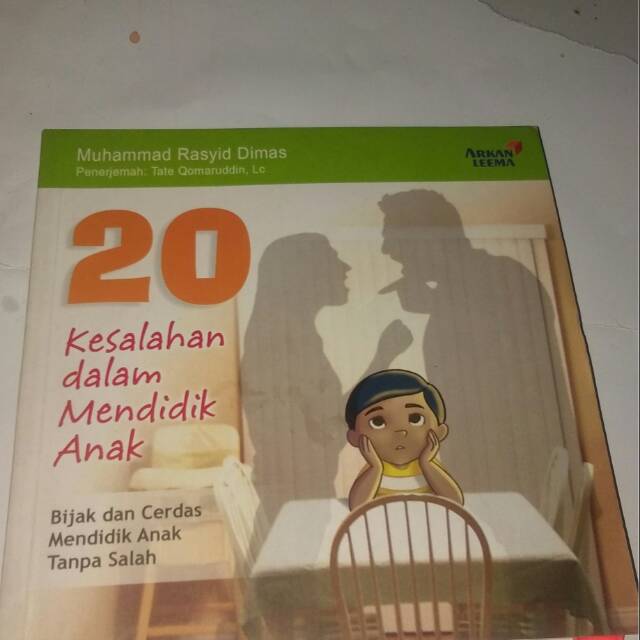 Muhammad Rasyid Dimas
Penerjemah: Tate Qomaruddin, Lc
ARKAN
LEEMA
20
Kesalahan
dalam
Mendidik
Anak
Bijak dan Cerdas
Mendidik Anak
Tanpa Salah